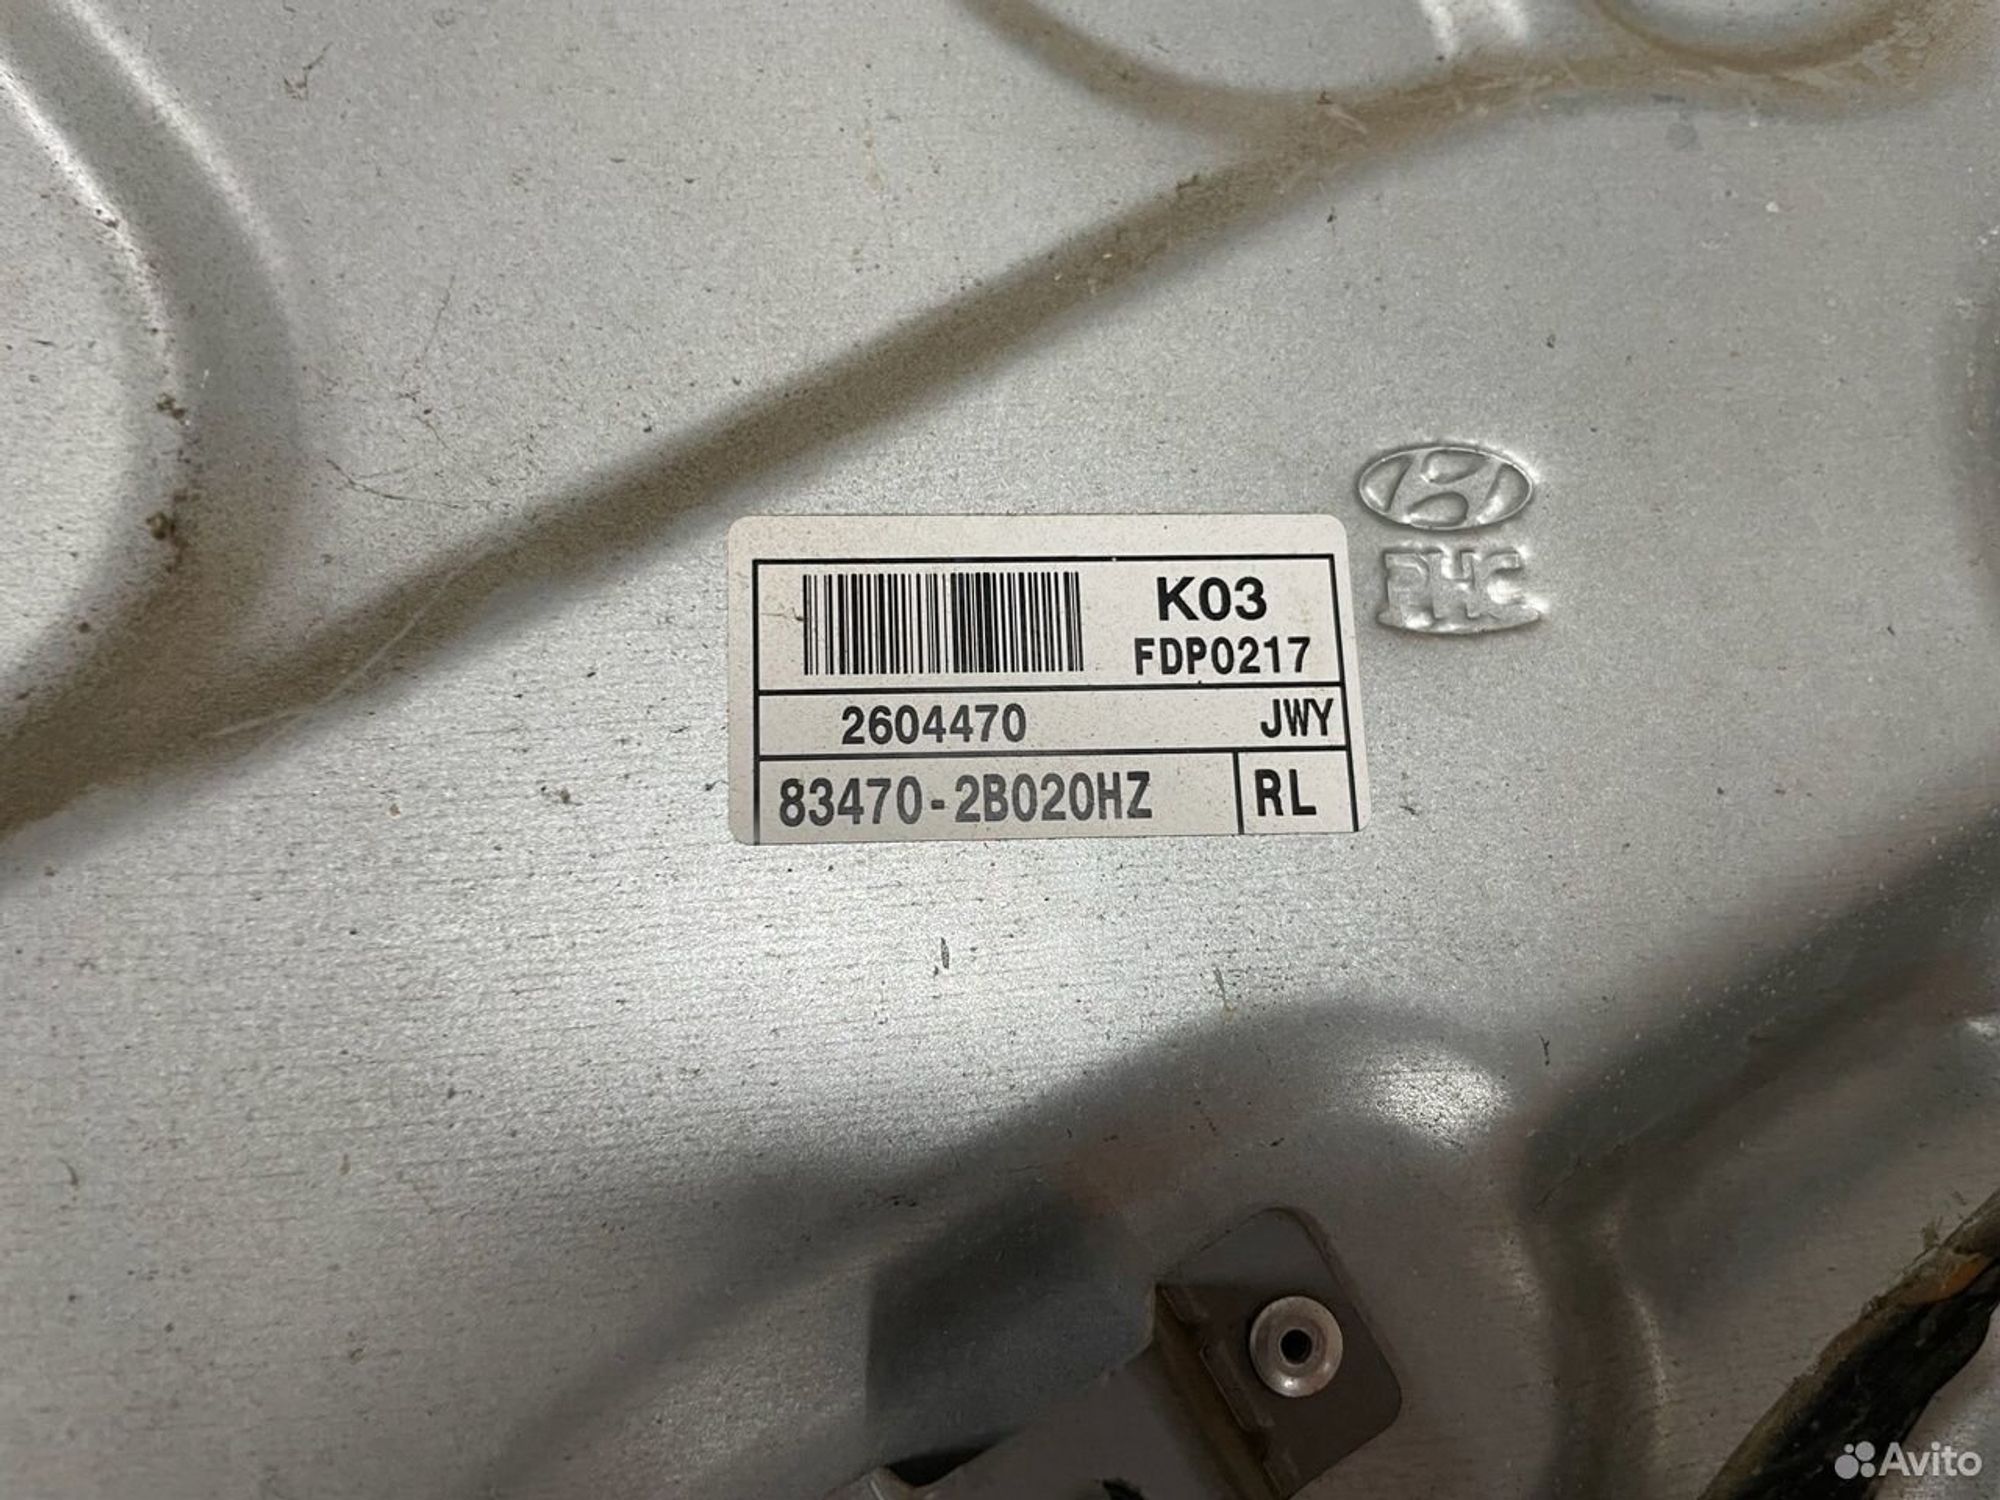 K03
FDP0217
2604470 JWY
83470-2B020HZ RL
PHC
Avito